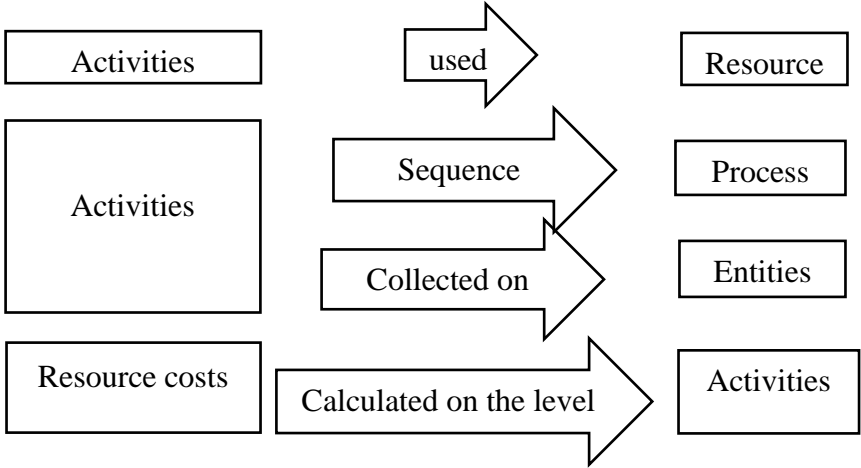 Activities used Resource
Activities Sequence Process
Collected on Entities
Resource costs Calculated on the level Activities